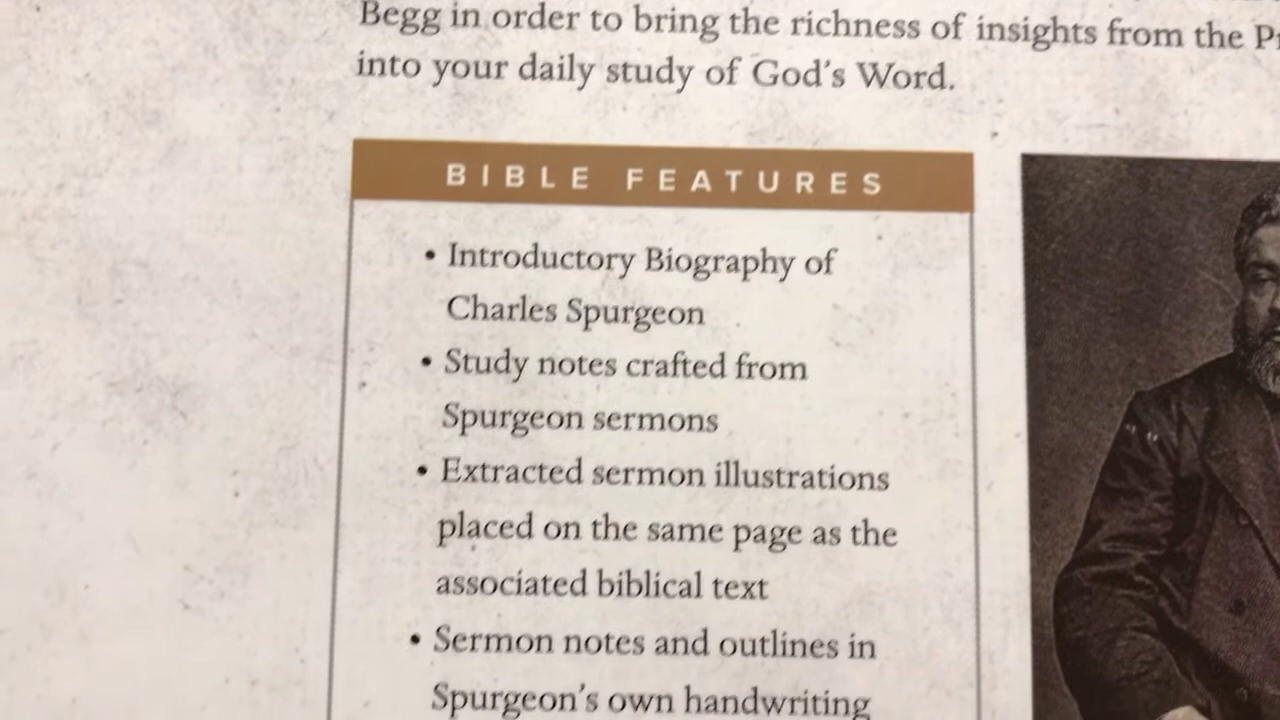 Begg in order to bring the richness of insights from the
into your daily study of God's Word.
BIBLE FEATURES
• Introductory Biography of
Charles Spurgeon
• Study notes crafted from
Spurgeon sermons
• Extracted sermon illustrations
placed on the same page as the
associated biblical text
• Sermon notes and outlines in
Spurgeon's own handwriting